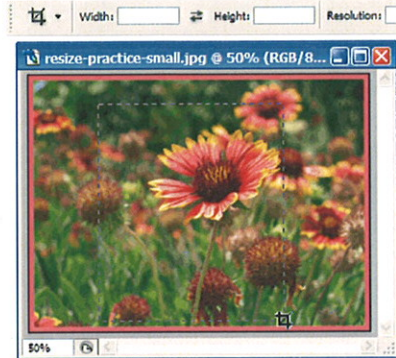 Width: Height: Resolution:
resize-practice-small.jpg @ 50% (RGB/8...
50%